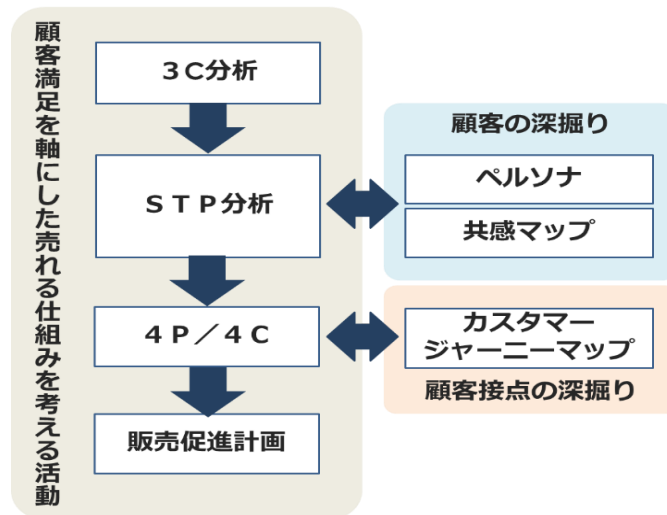 顧客満足を軸にした売れる仕組みを考える活動
３Ｃ分析
ＳＴＰ分析
４Ｐ／４Ｃ
販売促進計画
顧客の深掘り
ペルソナ
共感マップ
カスタマー
ジャーニーマップ
顧客接点の深掘り